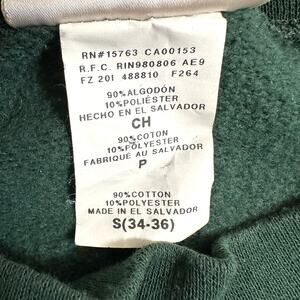 RN#15763 CA00153
R.F.C. RIN980806 AE9
FZ 201 488810 F264
90% ALGODÓN
10% POLIÉSTER
HECHO EN EL SALVADOR
CH
90% COTON
10% POLYESTER
FABRIQUÉ AU SALVADOR
P
90% COTTON
10% POLYESTER
MADE IN EL SALVADOR
S(34-36)